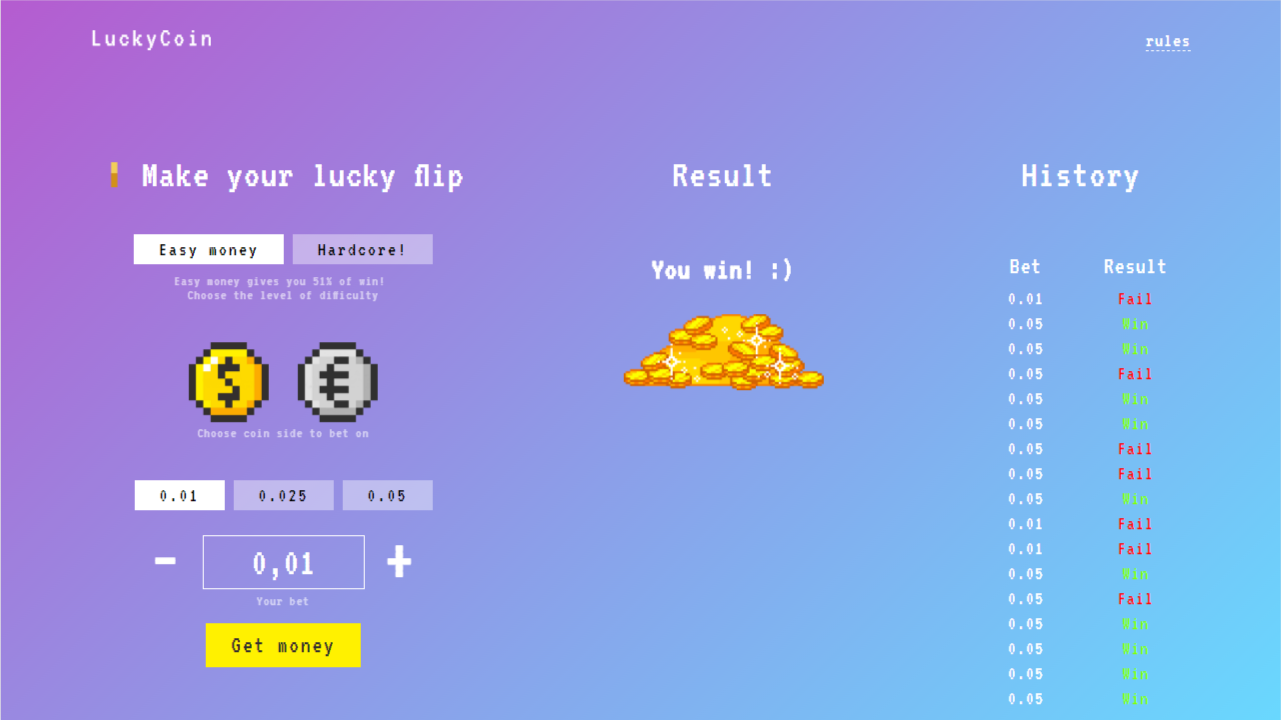 LuckyCoin
rules
Make your lucky flip
Easy money
Hardcore!
Easy money gives you 51% of win!
Choose the level of difficulty
$
€
Choose coin side to bet on
0.01
0.025
0.05
-
0,01
+
Your bet
Get money
Result
You win! :)
History
Bet Result
0.01 Fail
0.05 Win
0.05 Win
0.05 Fail
0.05 Win
0.05 Win
0.05 Fail
0.05 Fail
0.05 Win
0.01 Fail
0.01 Fail
0.05 Win
0.05 Fail
0.05 Win
0.05 Win
0.05 Win
0.05 Win